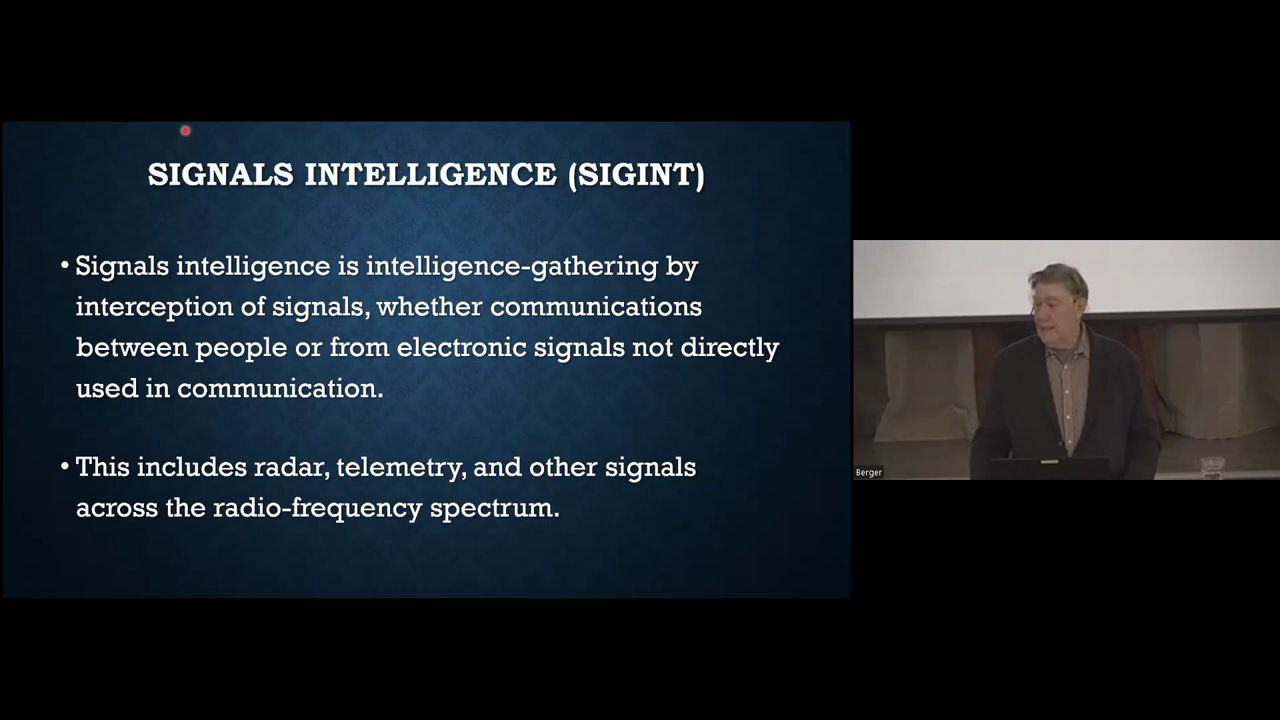 SIGNALS INTELLIGENCE (SIGINT)
• Signals intelligence is intelligence-gathering by
interception of signals, whether communications
between people or from electronic signals not directly
used in communication.
• This includes radar, telemetry, and other signals
across the radio-frequency spectrum.
Berger